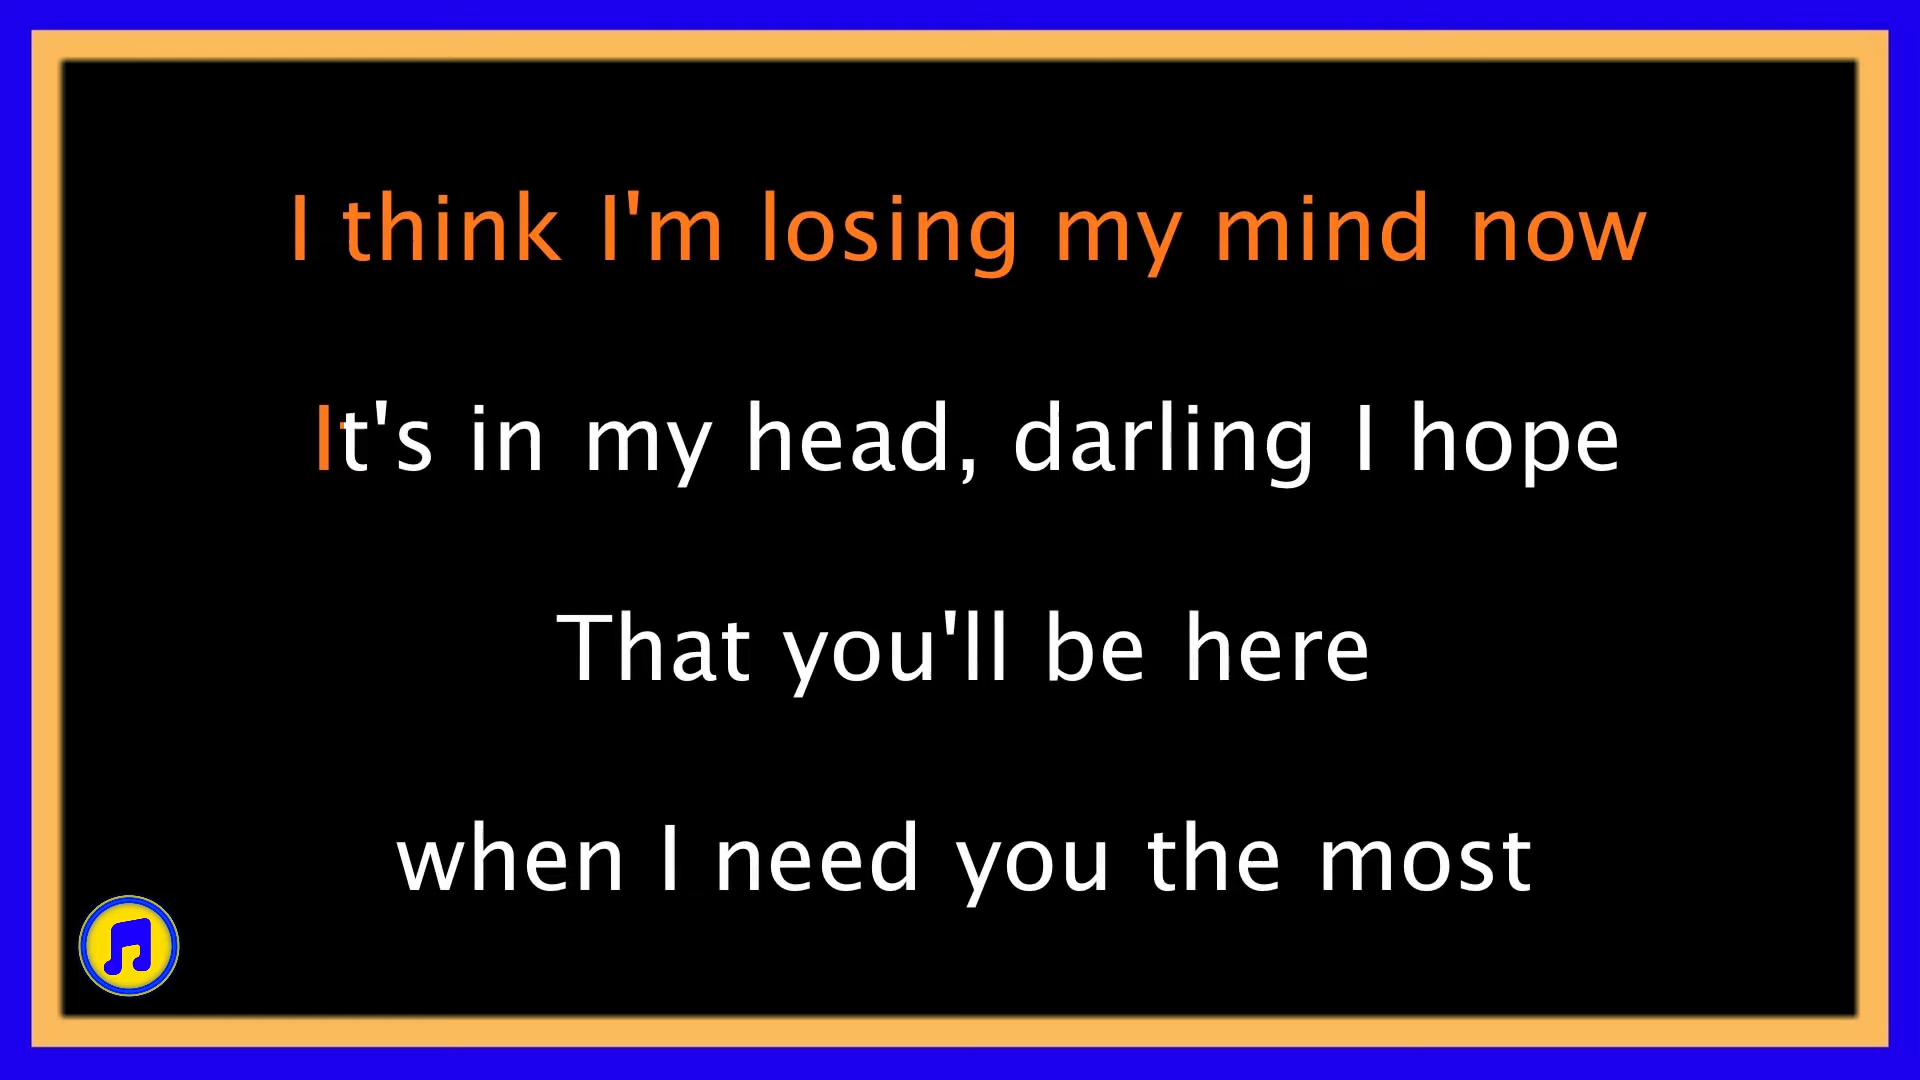 I think I'm losing my mind now
It's in my head, darling I hope
That you'll be here
when I need you the most